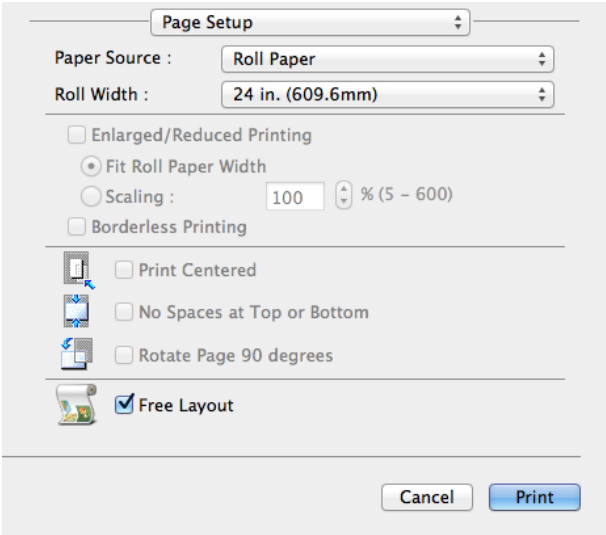 Page Setup
Paper Source : Roll Paper
Roll Width : 24 in. (609.6mm)
Enlarged/Reduced Printing
Fit Roll Paper Width
Scaling : 100 % (5 – 600)
Borderless Printing
Print Centered
No Spaces at Top or Bottom
Rotate Page 90 degrees
Free Layout
Cancel Print